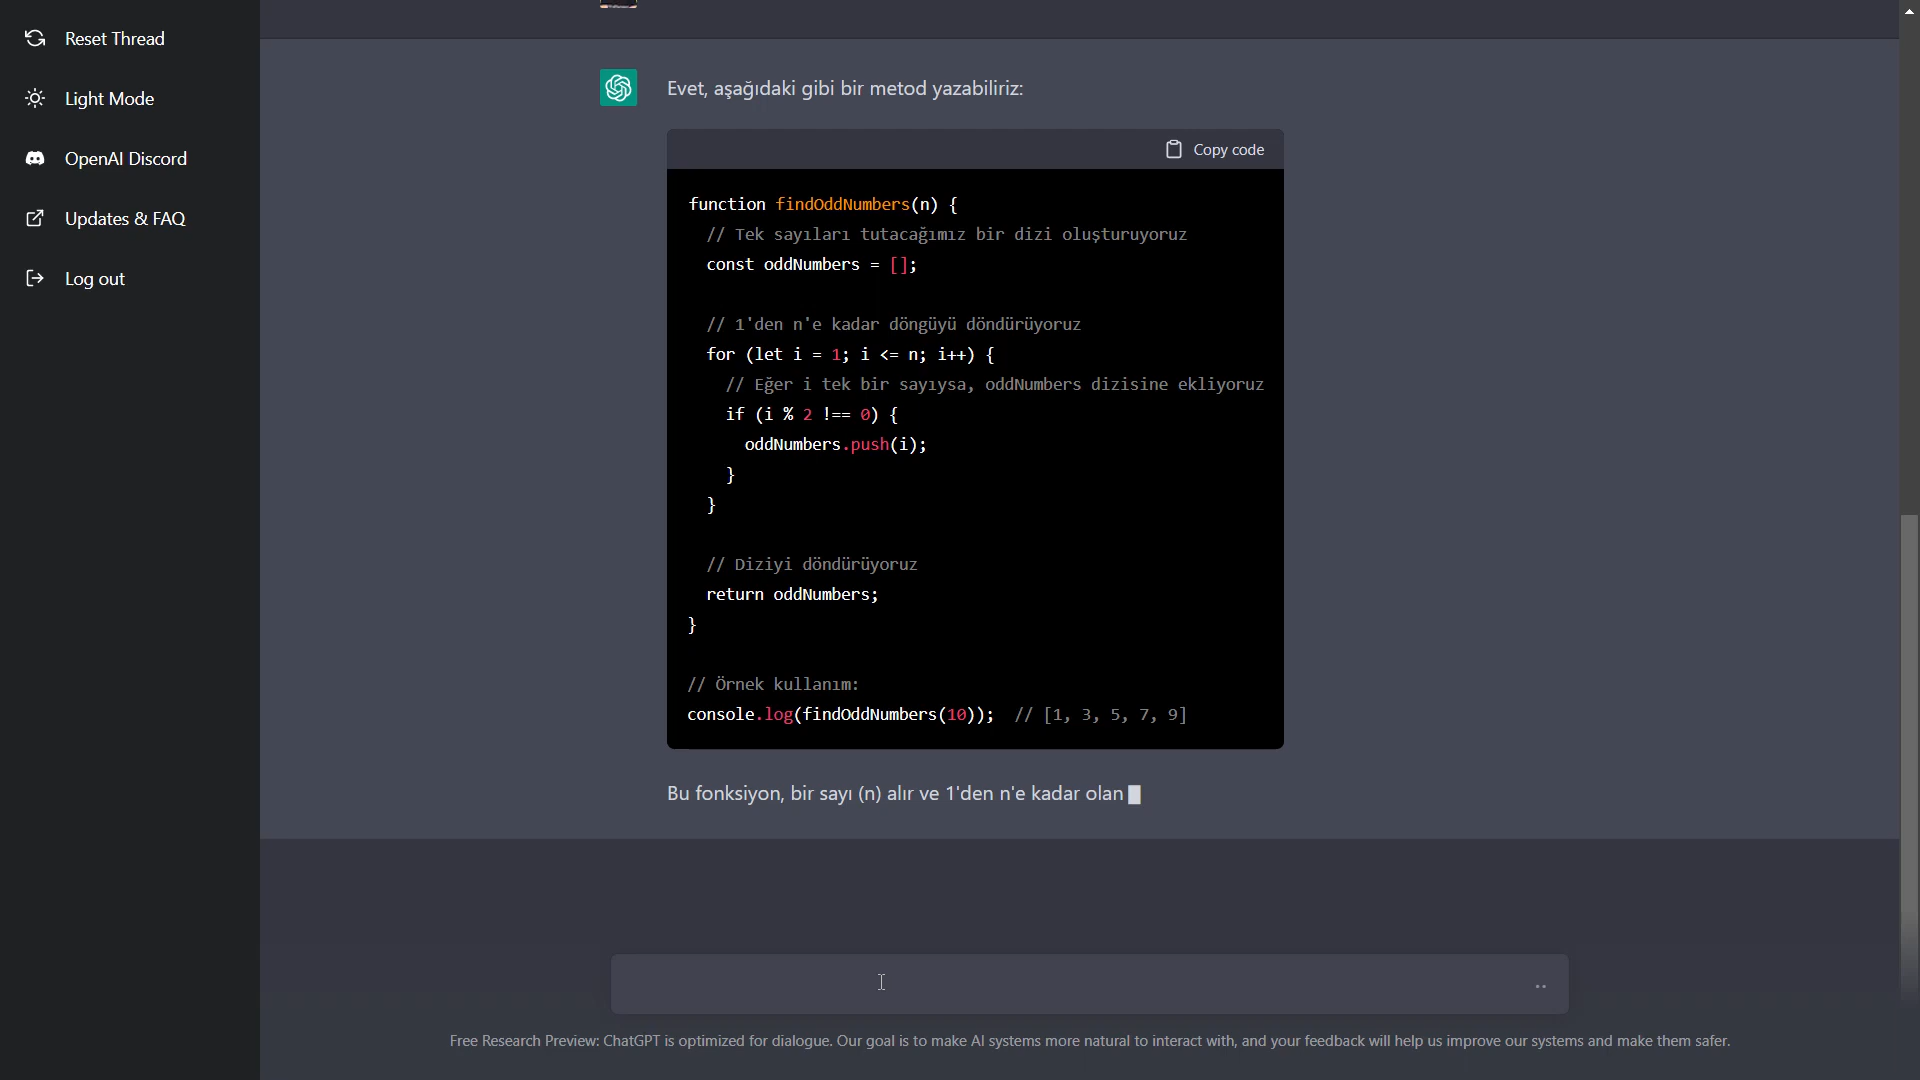 Reset Thread
Light Mode
OpenAI Discord
Updates & FAQ
Log out
Evet, aşağıdaki gibi bir metod yazabiliriz:
Copy code
function findOddNumbers(n) {
  // Tek sayıları tutacağımız bir dizi oluşturuyoruz
  const oddNumbers = [];
  // 1'den n'e kadar döngüyü döndürüyoruz
  for (let i = 1; i <= n; i++) {
    // Eğer i tek bir sayıysa, oddNumbers dizisine ekliyoruz
    if (i % 2 !== 0) {
      oddNumbers.push(i);
    }
  }
  // Diziyi döndürüyoruz
  return oddNumbers;
}
// Örnek kullanım:
console.log(findOddNumbers(10));  // [1, 3, 5, 7, 9]
Bu fonksiyon, bir sayı (n) alır ve 1'den n'e kadar olan
Free Research Preview: ChatGPT is optimized for dialogue. Our goal is to make AI systems more natural to interact with, and your feedback will help us improve our systems and make them safer.